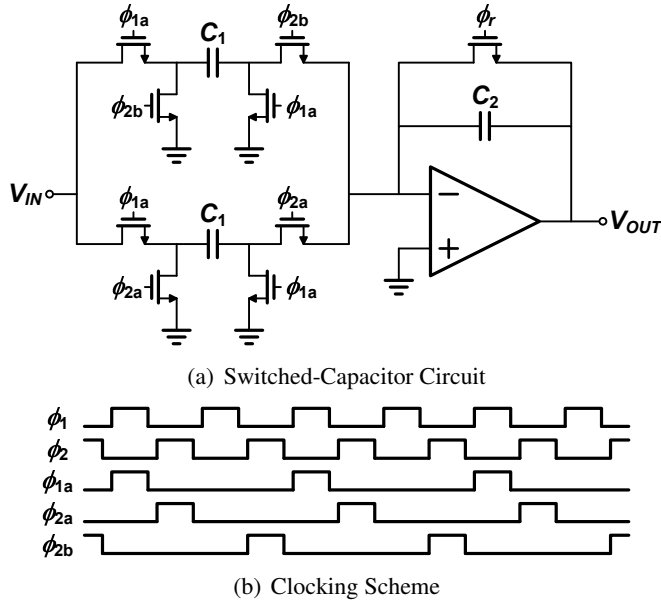 ϕ1a
C1
ϕ2b
ϕr
ϕ2b
ϕ1a
C2
VIN
ϕ1a
C1
ϕ2a
−
+
VOUT
ϕ2a
ϕ1a
(a) Switched-Capacitor Circuit
ϕ1
ϕ2
ϕ1a
ϕ2a
ϕ2b
(b) Clocking Scheme